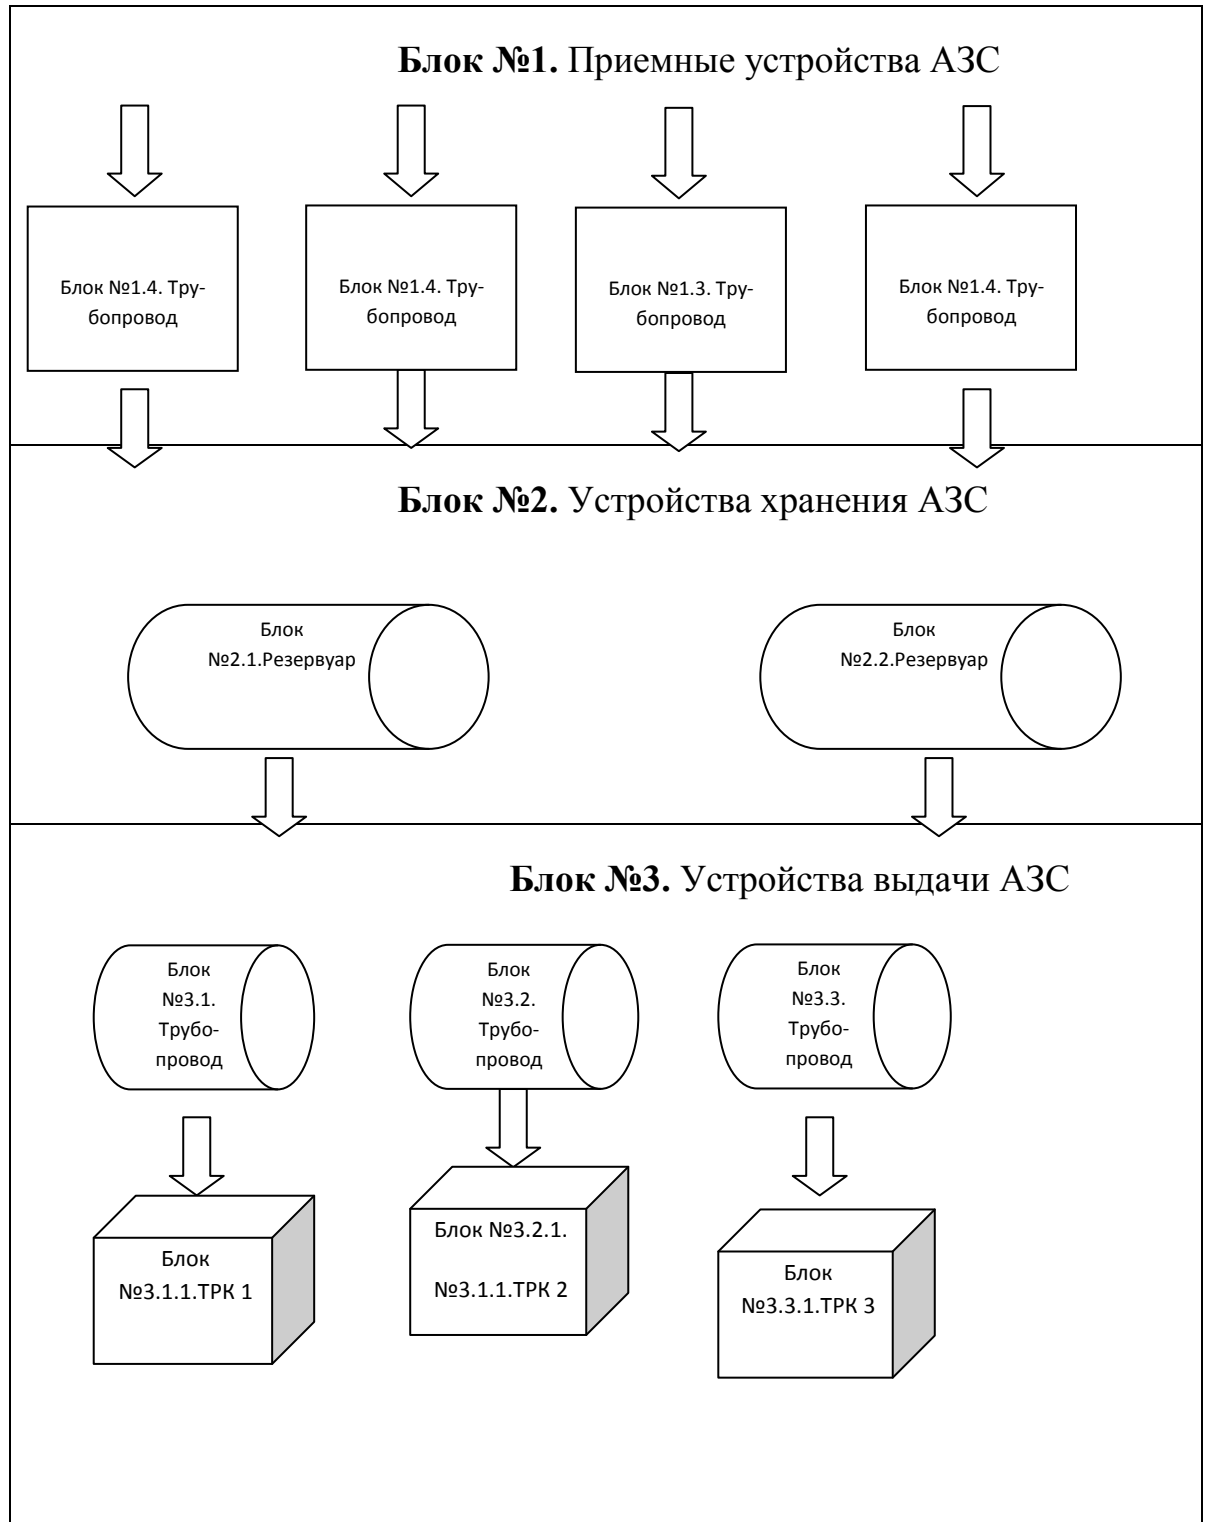 Блок №1. Приемные устройства АЗС
Блок №1.4. Тру-
бопровод
Блок №1.4. Тру-
бопровод
Блок №1.3. Тру-
бопровод
Блок №1.4. Тру-
бопровод
Блок №2. Устройства хранения АЗС
Блок
№2.1.Резервуар
Блок
№2.2.Резервуар
Блок №3. Устройства выдачи АЗС
Блок
№3.1.
Трубо-
провод
Блок
№3.2.
Трубо-
провод
Блок
№3.3.
Трубо-
провод
Блок
№3.1.1.ТРК 1
Блок №3.2.1.
№3.1.1.ТРК 2
Блок
№3.3.1.ТРК 3